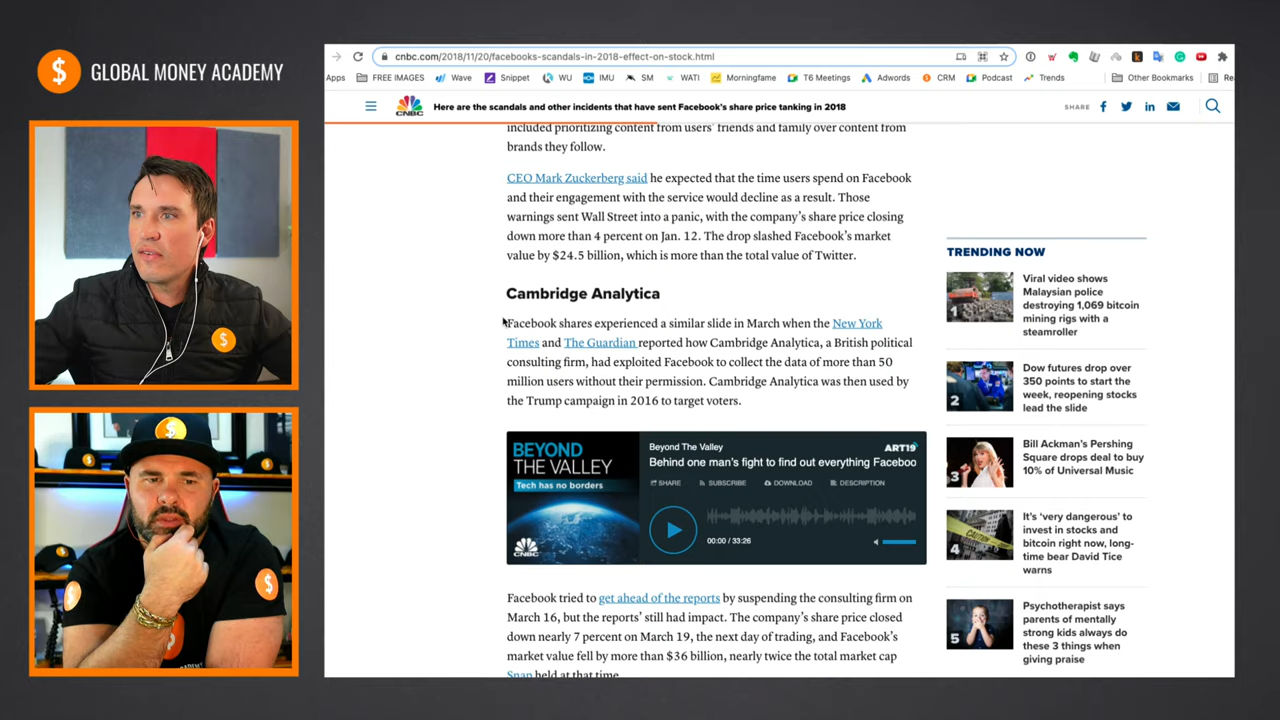 $ GLOBAL MONEY ACADEMY
cnbc.com/2018/11/20/facebooks-scandals-in-2018-effect-on-stock.html
Apps FREE IMAGES Wave Snippet WU IMU SM WATI Morningfame T6 Meetings Adwords CRM Podcast Trends Other Bookmarks Re
CNBC Here are the scandals and other incidents that have sent Facebook's share price tanking in 2018 SHARE
included prioritizing content from users' friends and family over content from
brands they follow.
CEO Mark Zuckerberg said he expected that the time users spend on Facebook
and their engagement with the service would decline as a result. Those
warnings sent Wall Street into a panic, with the company's share price closing
down more than 4 percent on Jan. 12. The drop slashed Facebook's market
value by $24.5 billion, which is more than the total value of Twitter.
Cambridge Analytica
Facebook shares experienced a similar slide in March when the New York
Times and The Guardian reported how Cambridge Analytica, a British political
consulting firm, had exploited Facebook to collect the data of more than 50
million users without their permission. Cambridge Analytica was then used by
the Trump campaign in 2016 to target voters.
BEYOND
THE VALLEY
Tech has no borders
CNBC
Beyond The Valley
ART19
Behind one man's fight to find out everything Faceboo
SHARE SUBSCRIBE DOWNLOAD DESCRIPTION
00:00 / 33:26
Facebook tried to get ahead of the reports by suspending the consulting firm on
March 16, but the reports' still had impact. The company's share price closed
down nearly 7 percent on March 19, the next day of trading, and Facebook's
market value fell by more than $36 billion, nearly twice the total market cap
Snap held at that time.
TRENDING NOW
1
Viral video shows
Malaysian police
destroying 1,069 bitcoin
mining rigs with a
steamroller
2
Dow futures drop over
350 points to start the
week, reopening stocks
lead the slide
3
Bill Ackman's Pershing
Square drops deal to buy
10% of Universal Music
4
It's 'very dangerous' to
invest in stocks and
bitcoin right now, long-
time bear David Tice
warns
5
Psychotherapist says
parents of mentally
strong kids always do
these 3 things when
giving praise